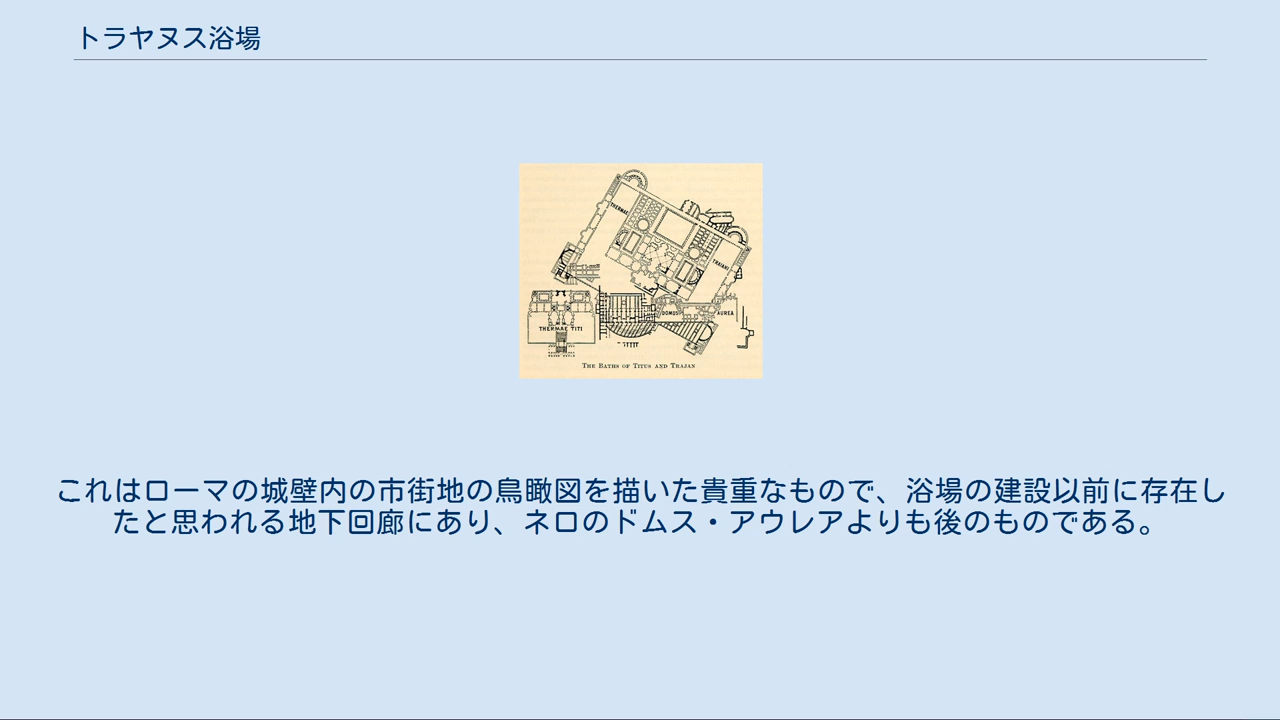 トラヤヌス浴場
THERMAE
TRAIANI
DOMUS
AUREA
THERMAE TITI
THE BATHS OF TITUS AND TRAJAN
これはローマの城壁内の市街地の鳥瞰図を描いた貴重なもので、浴場の建設以前に存在し
たと思われる地下回廊にあり、ネロのドムス・アウレアよりも後のものである。